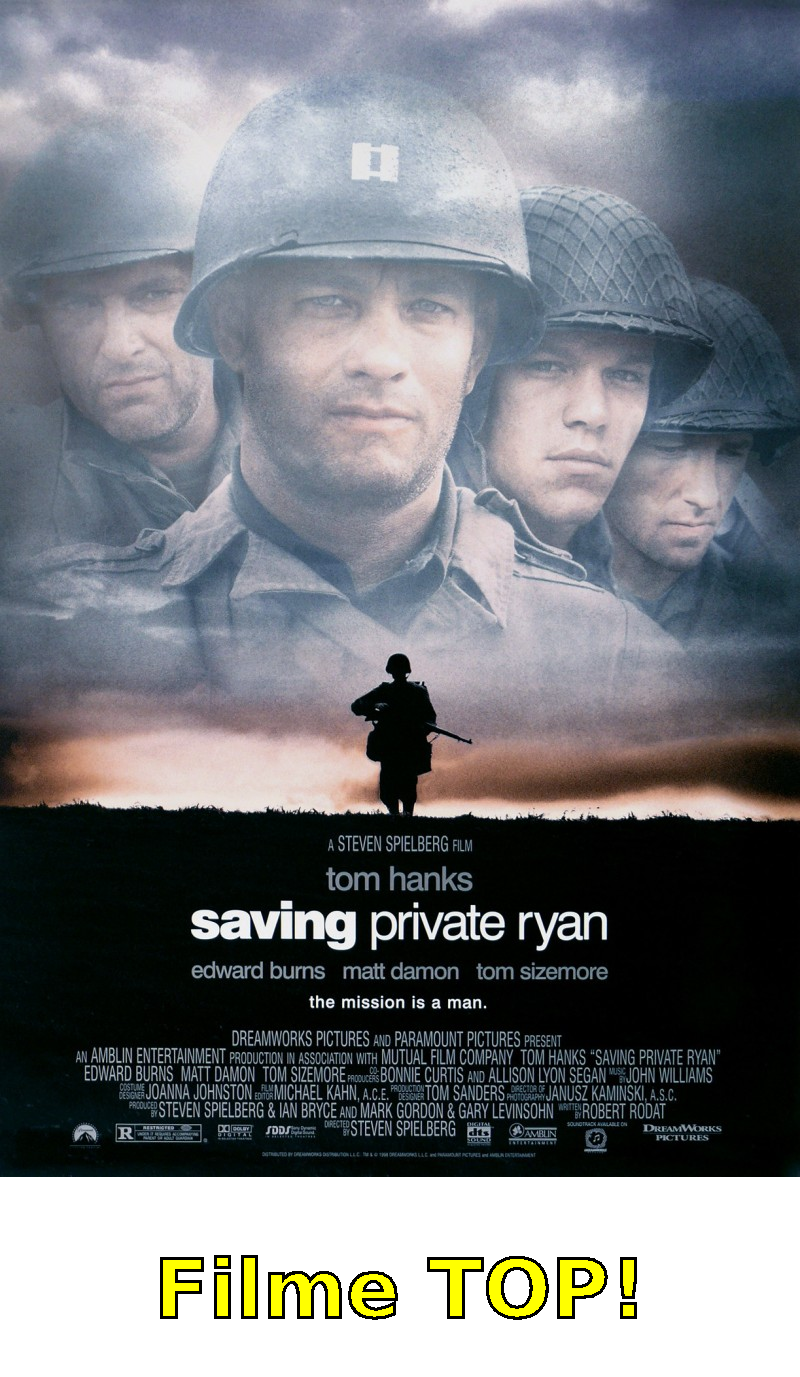 A STEVEN SPIELBERG FILM
tom hanks
saving private ryan
edward burns matt damon tom sizemore
the mission is a man.
DREAMWORKS PICTURES AND PARAMOUNT PICTURES PRESENT
AN AMBLIN ENTERTAINMENT PRODUCTION IN ASSOCIATION WITH MUTUAL FILM COMPANY TOM HANKS “SAVING PRIVATE RYAN”
EDWARD BURNS MATT DAMON TOM SIZEMORE CO-PRODUCERS BONNIE CURTIS AND ALLISON LYON SEGAN MUSIC BY JOHN WILLIAMS
COSTUME DESIGNER JOANNA JOHNSTON FILM EDITOR MICHAEL KAHN, A.C.E. PRODUCTION DESIGNER TOM SANDERS DIRECTOR OF PHOTOGRAPHY JANUSZ KAMINSKI, A.S.C.
PRODUCED BY STEVEN SPIELBERG & IAN BRYCE AND MARK GORDON & GARY LEVINSOHN WRITTEN BY ROBERT RODAT
DIRECTED BY STEVEN SPIELBERG
R RESTRICTED
DOLBY DIGITAL
SDDS
DIGITAL dts SOUND
AMBLIN ENTERTAINMENT
SOUNDTRACK AVAILABLE ON
DREAMWORKS PICTURES
Filme TOP!